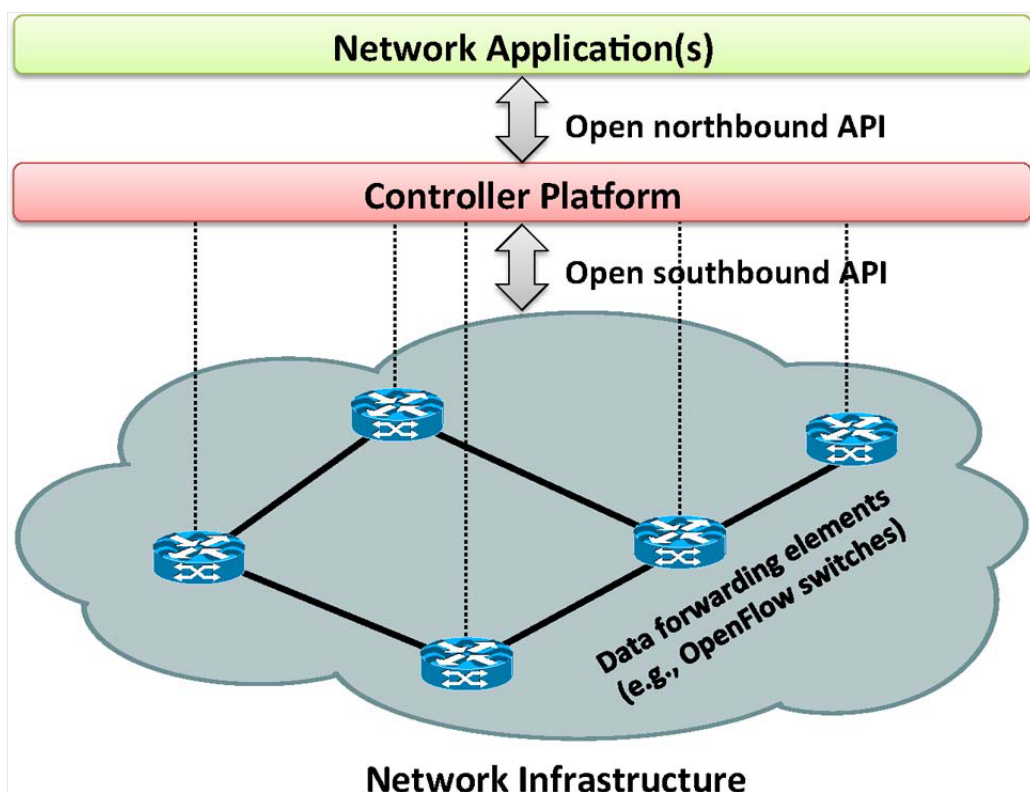 Network Application(s)
Open northbound API
Controller Platform
Open southbound API
Data forwarding elements
(e.g., OpenFlow switches)
Network Infrastructure